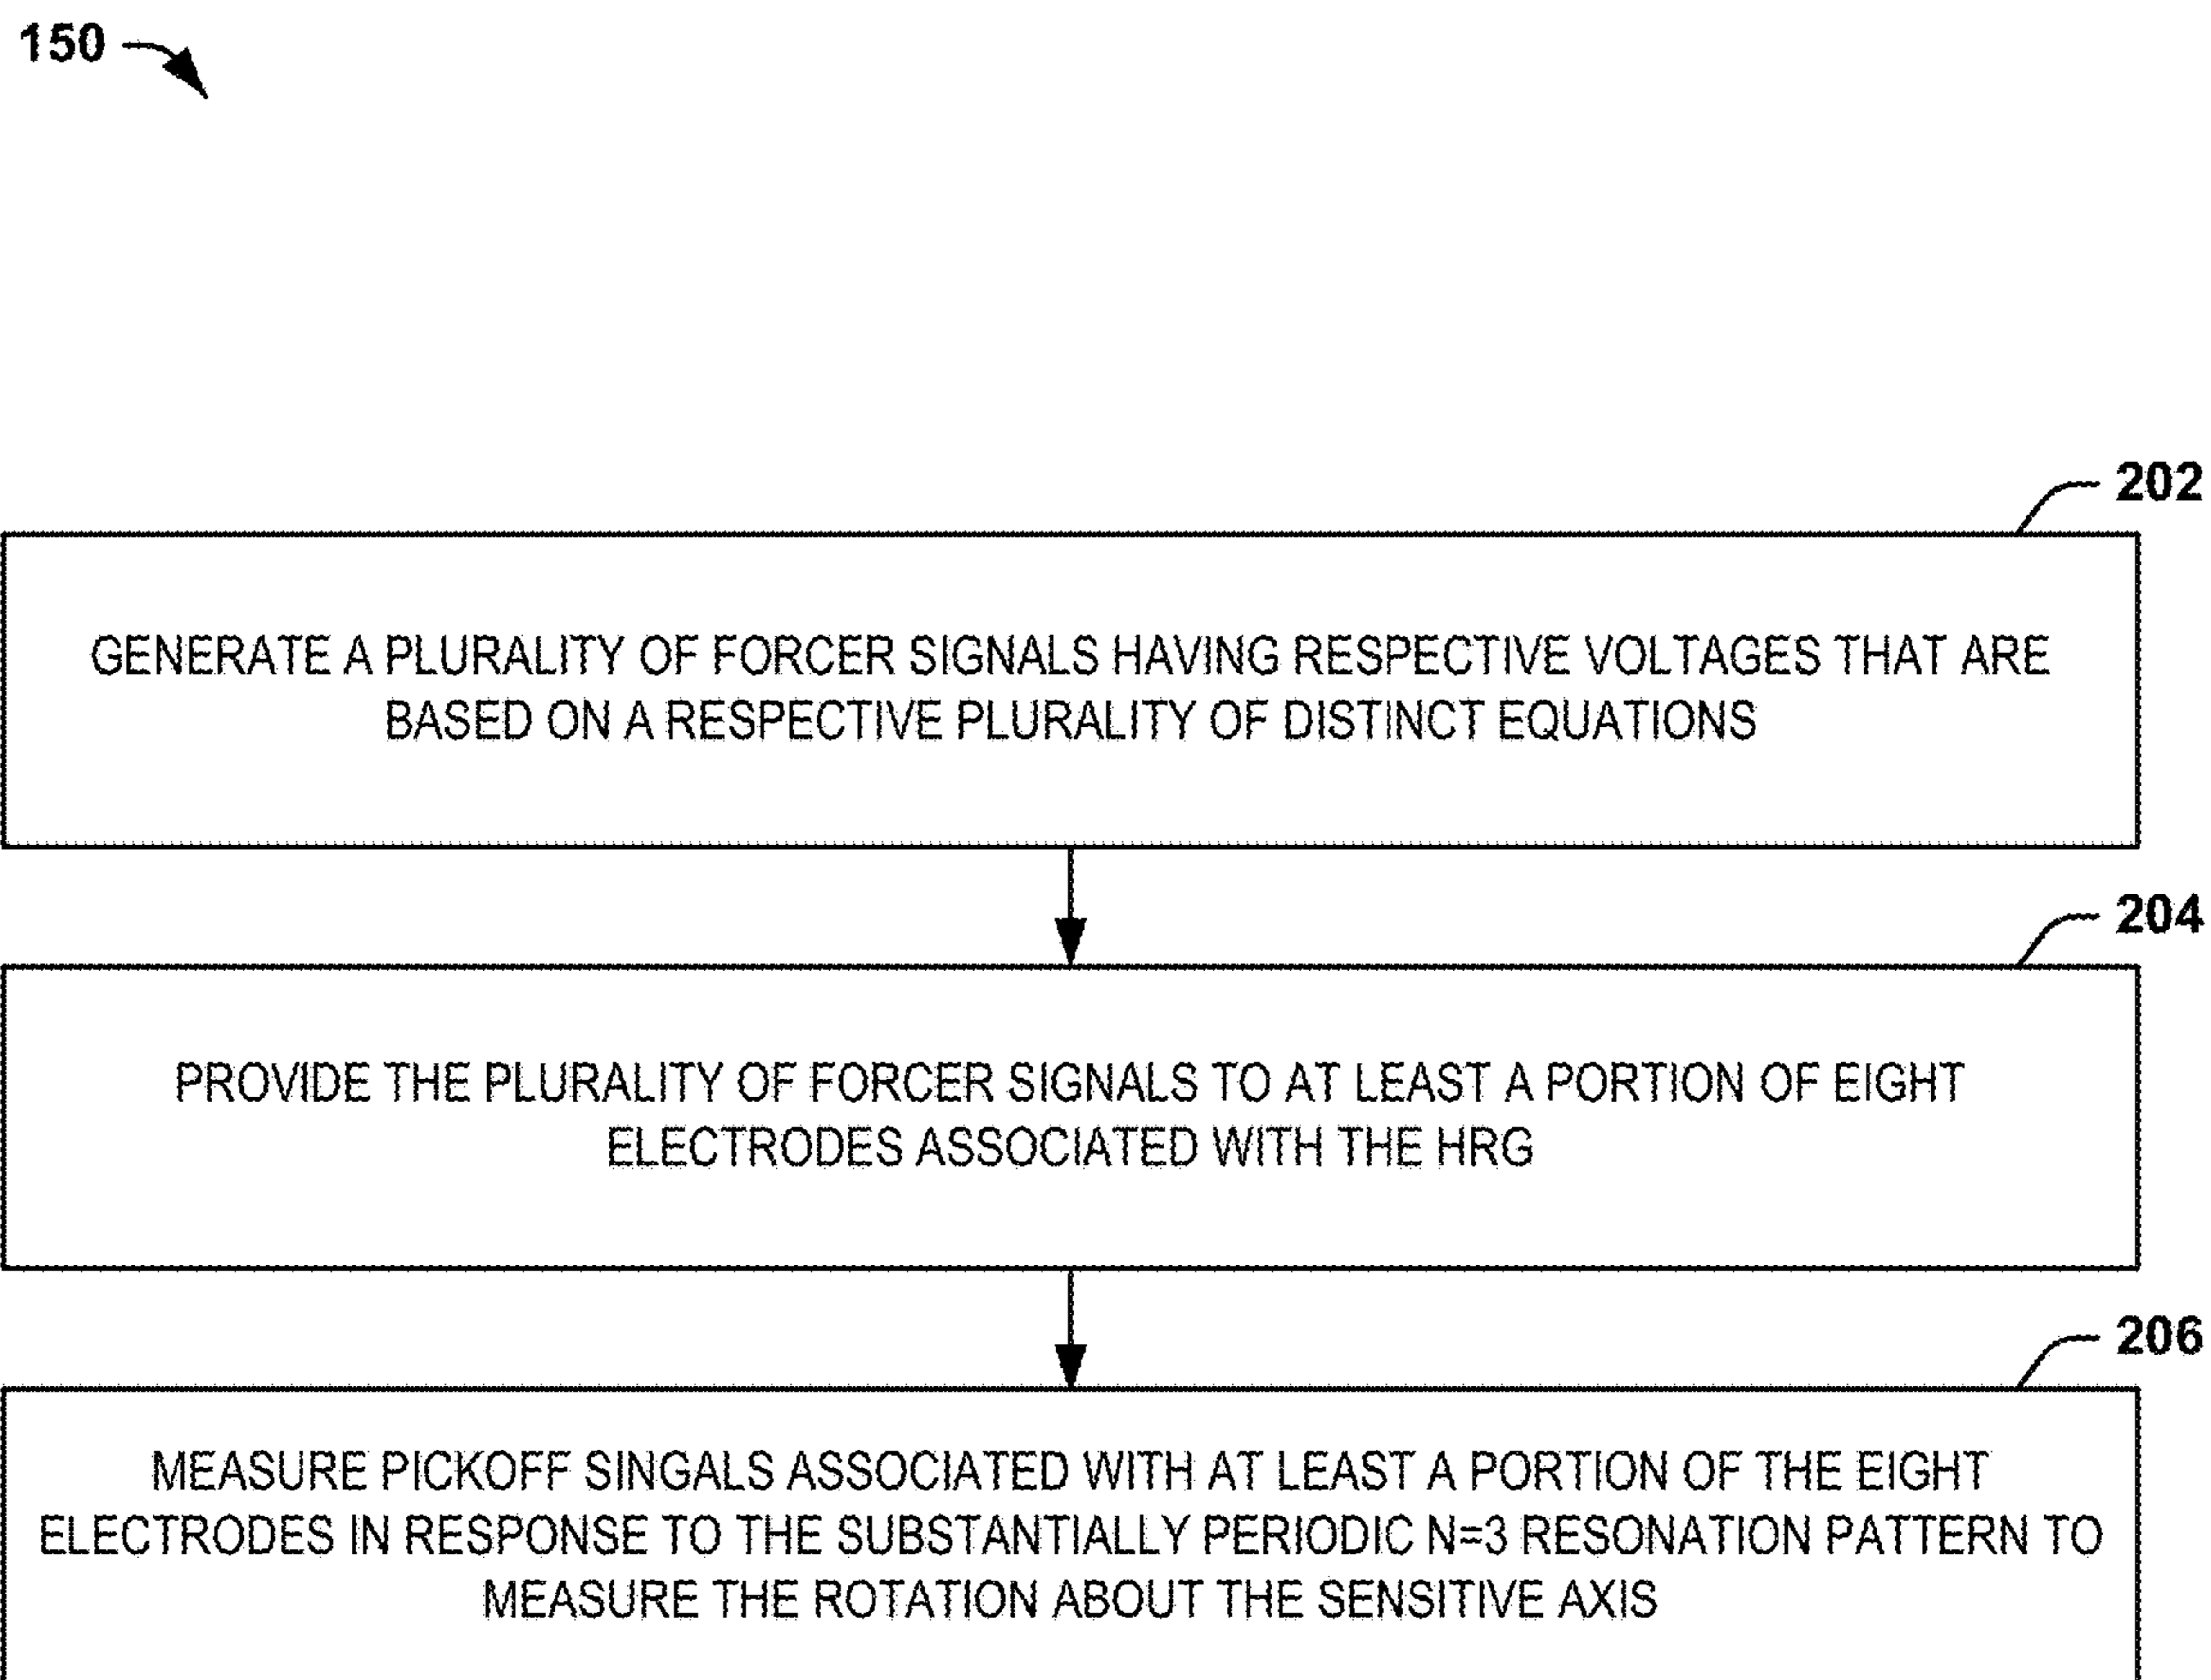 150
202
GENERATE A PLURALITY OF FORCER SIGNALS HAVING RESPECTIVE VOLTAGES THAT ARE
BASED ON A RESPECTIVE PLURALITY OF DISTINCT EQUATIONS
204
PROVIDE THE PLURALITY OF FORCER SIGNALS TO AT LEAST A PORTION OF EIGHT
ELECTRODES ASSOCIATED WITH THE HRG
206
MEASURE PICKOFF SINGALS ASSOCIATED WITH AT LEAST A PORTION OF THE EIGHT
ELECTRODES IN RESPONSE TO THE SUBSTANTIALLY PERIODIC N=3 RESONATION PATTERN TO
MEASURE THE ROTATION ABOUT THE SENSITIVE AXIS